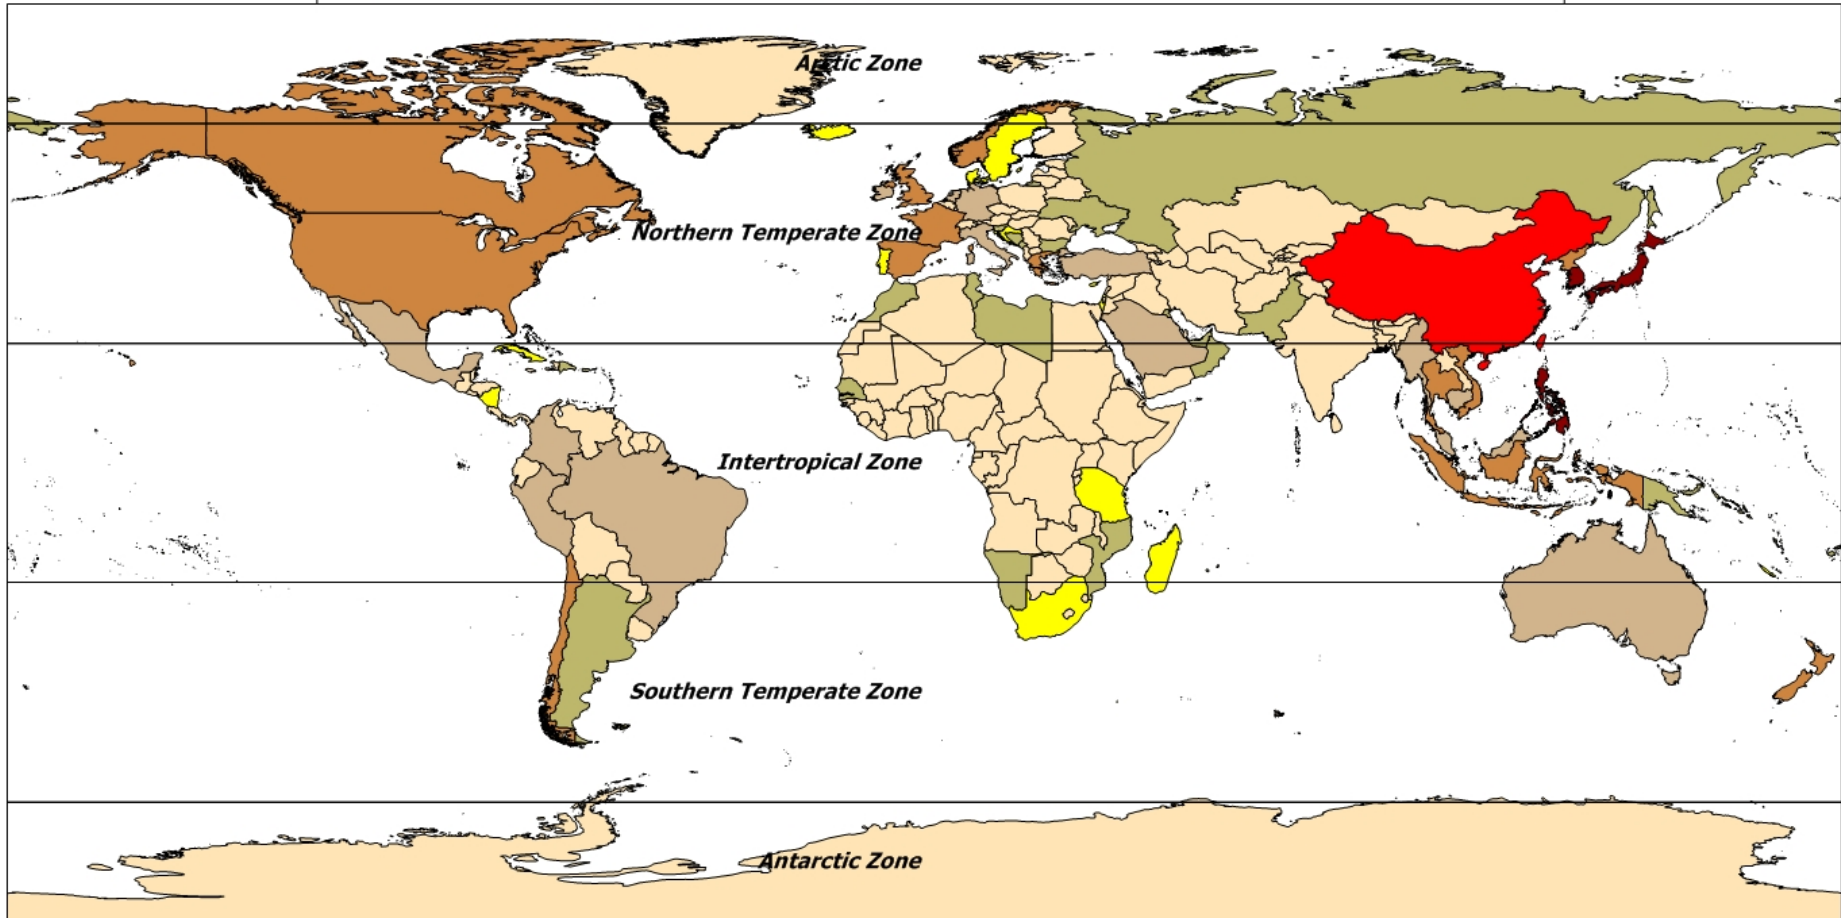 Arctic Zone
Northern Temperate Zone
Intertropical Zone
Southern Temperate Zone
Antarctic Zone